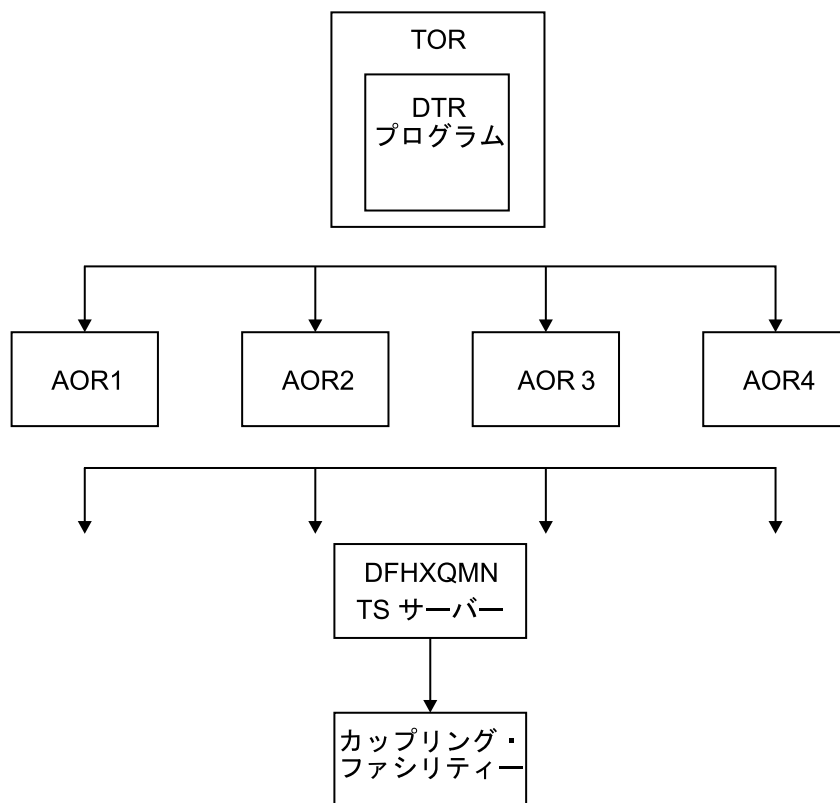 TOR
DTR
プログラム
AOR1
AOR2
AOR 3
AOR4
DFHXQMN
TS サーバー
カップリング・
ファシリティー